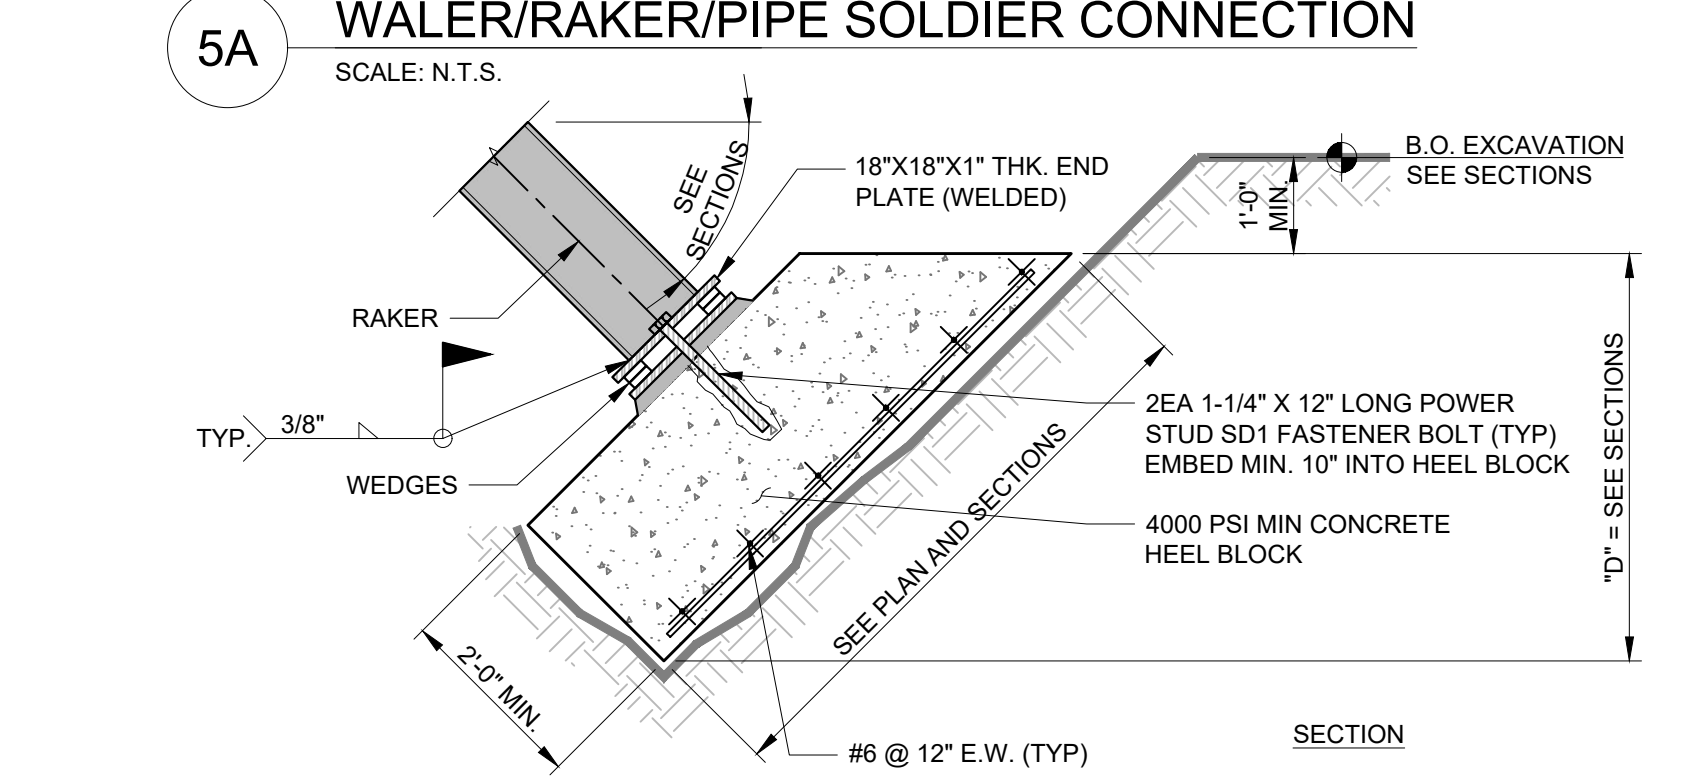 5A
WALER/RAKER/PIPE SOLDIER CONNECTION
SCALE: N.T.S.
SEE
SECTIONS
18"X18"X1" THK. END
PLATE (WELDED)
1'-0"
MIN.
B.O. EXCAVATION
SEE SECTIONS
RAKER
TYP.
3/8"
WEDGES
2EA 1-1/4" X 12" LONG POWER
STUD SD1 FASTENER BOLT (TYP)
EMBED MIN. 10" INTO HEEL BLOCK
4000 PSI MIN CONCRETE
HEEL BLOCK
SEE PLAN AND SECTIONS
"D" = SEE SECTIONS
2'-0" MIN.
#6 @ 12" E.W. (TYP)
SECTION